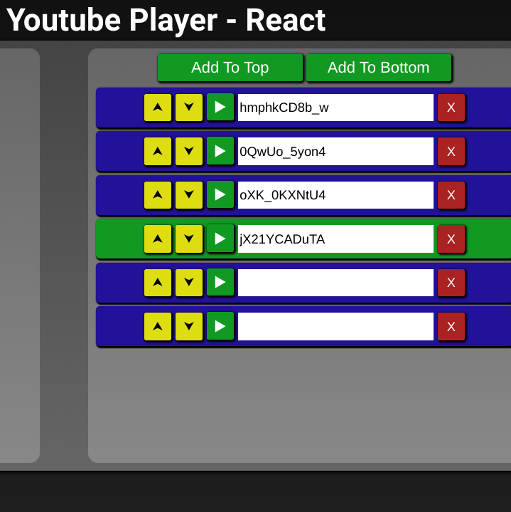 Youtube Player - React
Add To Top Add To Bottom
hmphkCD8b_w X
0QwUo_5yon4 X
oXK_0KXNtU4 X
jX21YCADuTA X
X
X